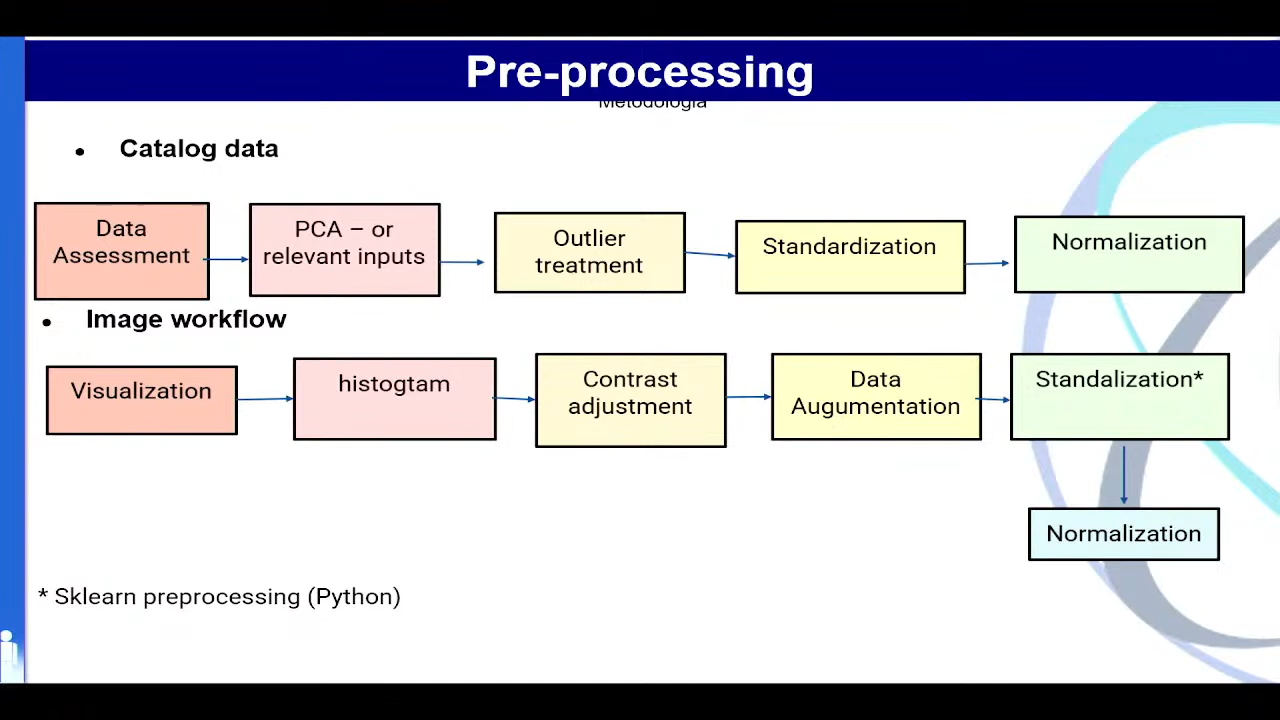 Pre-processing
Metodología
• Catalog data
Data
Assessment
PCA – or
relevant inputs
Outlier
treatment
Standardization
Normalization
• Image workflow
Visualization
histogtam
Contrast
adjustment
Data
Augumentation
Standalization*
Normalization
* Sklearn preprocessing (Python)